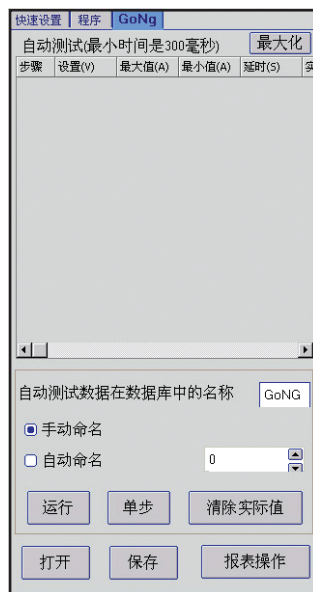 快速设置 程序 GoNg
自动测试(最小时间是300毫秒) 最大化
步骤 设置(V) 最大值(A) 最小值(A) 延时(S) 实
自动测试数据在数据库中的名称 GoNG
手动命名
自动命名 0
运行 单步 清除实际值
打开 保存 报表操作